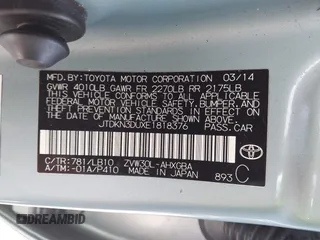 MFD. BY: TOYOTA MOTOR CORPORATION 03/14
GVWR 4010LB GAWR FR 2270LB RR 2175LB
THIS VEHICLE CONFORMS TO ALL APPLICABLE
FEDERAL MOTOR VEHICLE SAFETY, BUMPER, AND
THEFT PREVENTION STANDARDS IN EFFECT ON
THE DATE OF MANUFACTURE SHOWN ABOVE.
JTDKN3DUXE1818376 PASS.CAR
C/TR:781/LB10 ZVW30L-AHXGBA
A/TM:-01A/P410 MADE IN JAPAN
893 C
DREAMBID